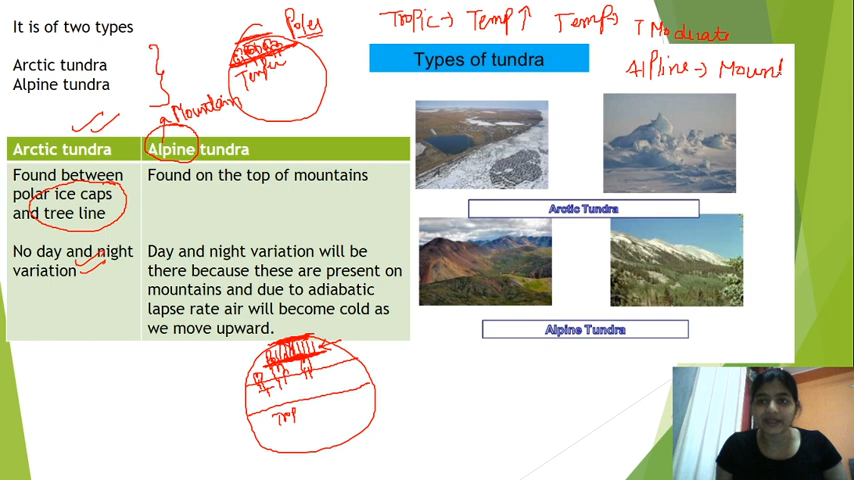 It is of two types
Arctic tundra
Alpine tundra
Poles
Temper
Mountain
Tropic → Temp ↑
Temp →
T Moderate
Alpline → Mount
Types of tundra
Arctic tundra
Alpine tundra
Found between
polar ice caps
and tree line
Found on the top of mountains
No day and night
variation
Day and night variation will be
there because these are present on
mountains and due to adiabatic
lapse rate air will become cold as
we move upward.
Arctic Tundra
Alpine Tundra
Trop